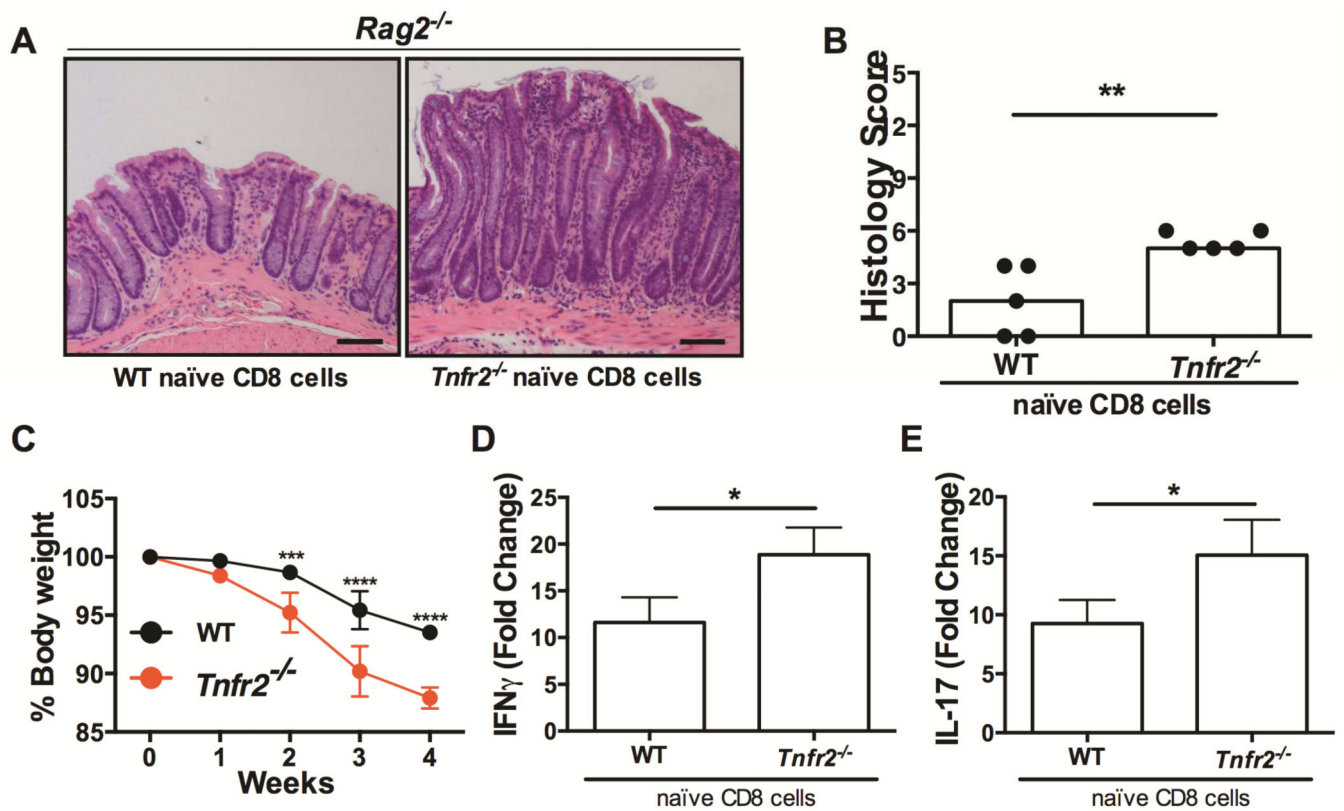 A
Rag2-/-
WT naïve CD8 cells
Tnfr2-/- naïve CD8 cells
B
Histology Score
15
12
9
6
3
0
**
WT
Tnfr2-/-
naïve CD8 cells
C
% Body weight
105
100
95
90
85
***
****
****
WT
Tnfr2-/-
0 1 2 3 4
Weeks
D
IFNγ (Fold Change)
25
20
15
10
5
0
*
WT
Tnfr2-/-
naïve CD8 cells
E
IL-17 (Fold Change)
20
15
10
5
0
*
WT
Tnfr2-/-
naïve CD8 cells